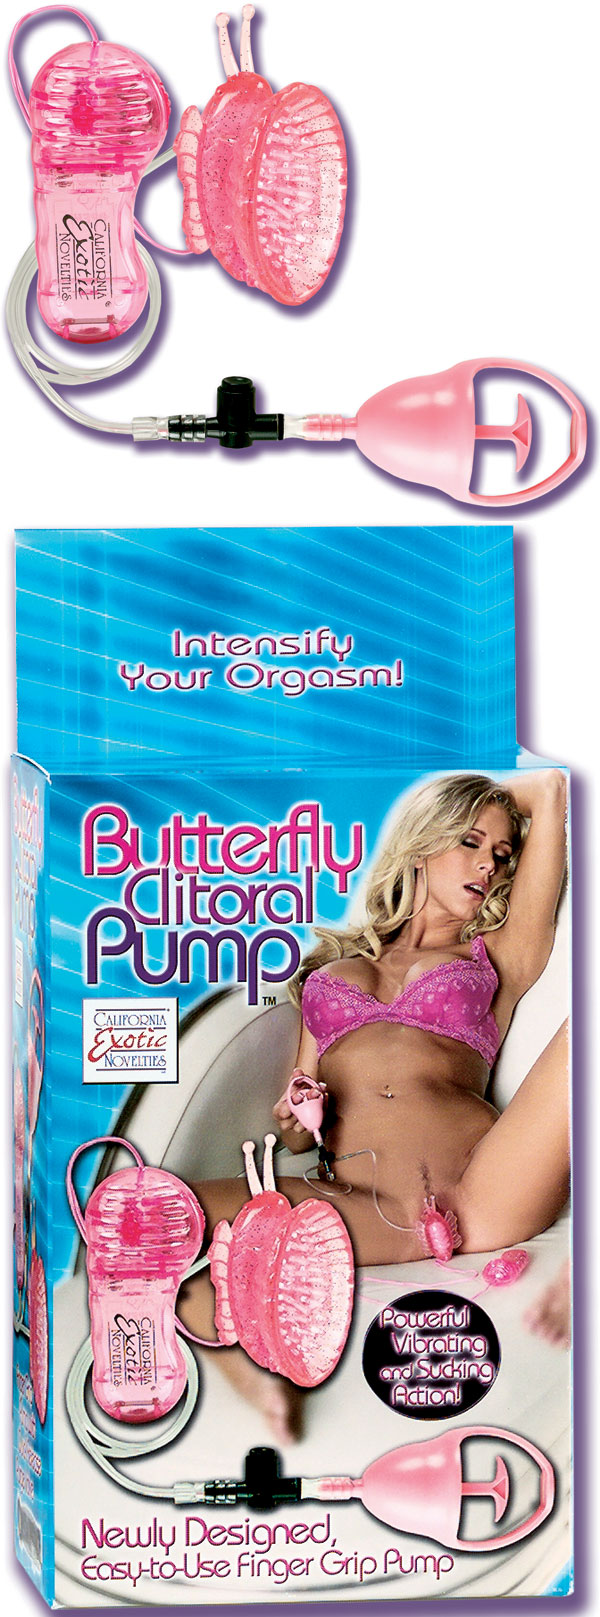 CALIFORNIA
Exotic
NOVELTIES
Intensify
Your Orgasm!
Butterfly
Clitoral
Pump™
CALIFORNIA
Exotic
NOVELTIES
CALIFORNIA
Exotic
NOVELTIES
Powerful
Vibrating
and Sucking
Action!
Newly Designed,
Easy-to-Use Finger Grip Pump